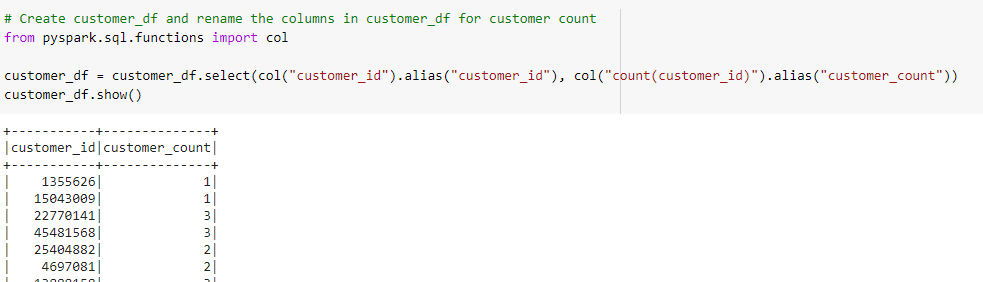 # Create customer_df and rename the columns in customer_df for customer count
from pyspark.sql.functions import col
customer_df = customer_df.select(col("customer_id").alias("customer_id"), col("count(customer_id)").alias("customer_count"))
customer_df.show()
+-----------+--------------+
|customer_id|customer_count|
+-----------+--------------+
|    1355626|             1|
|   15043009|             1|
|   22770141|             3|
|   45481568|             3|
|   25404882|             2|
|    4697081|             2|